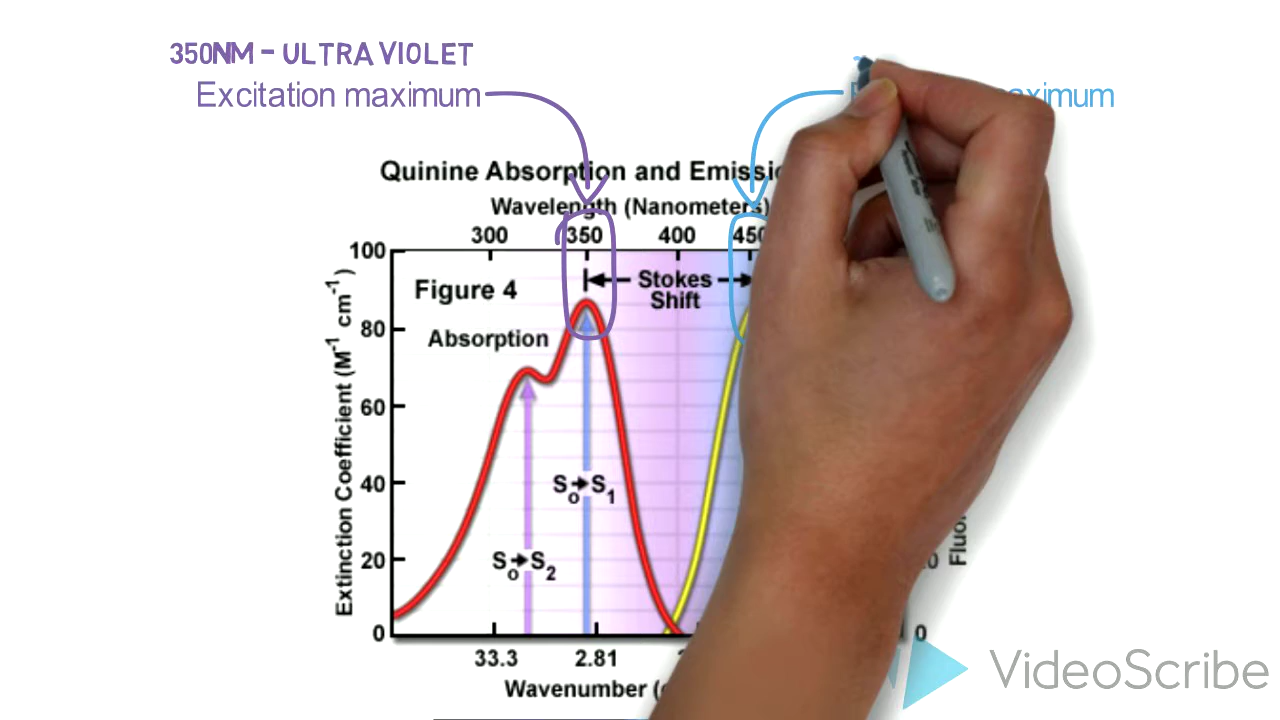 350NM - ULTRA VIOLET
Excitation maximum
Quinine Absorption and
Wavelength (Nanometers)
300 350 400 450
100
Figure 4
Stokes
Shift
80
Absorption
60
40
20
0
Extinction Coefficient (M-1 cm-1)
So→S1
So→S2
0
33.3 2.81
Wavenumber
VideoScribe